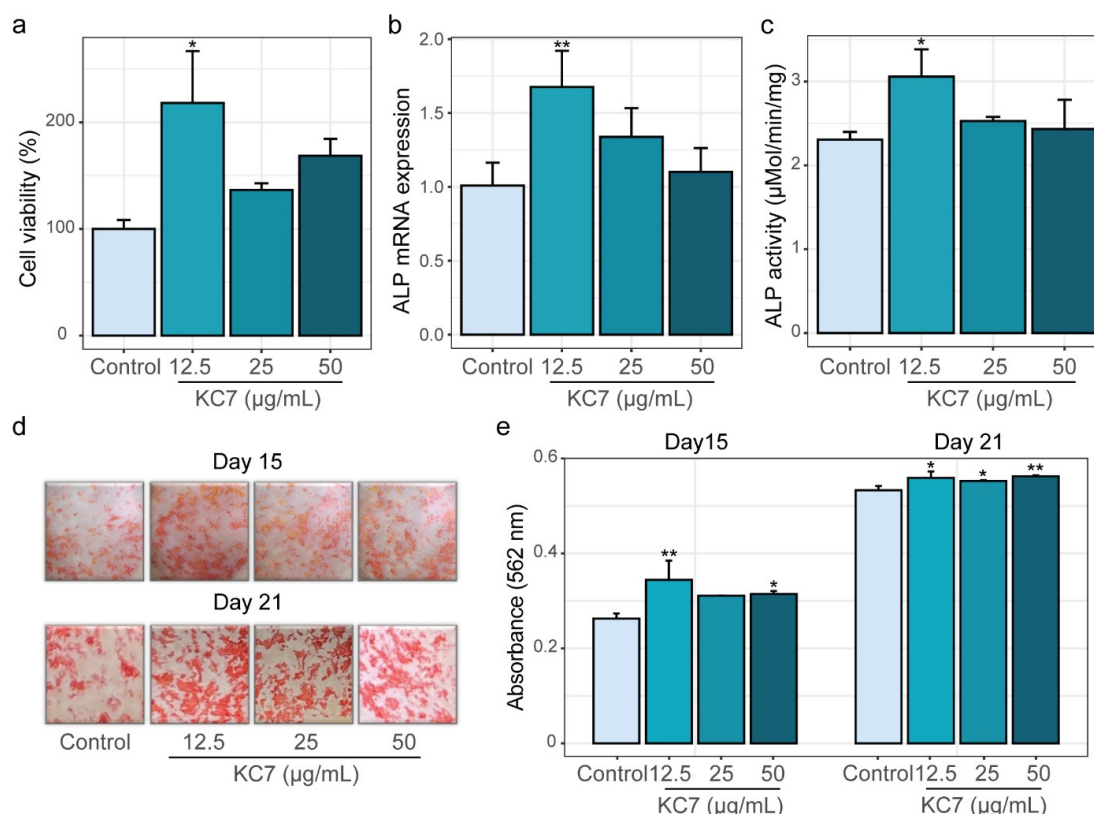 a
Cell viability (%)
200
100
0
*
Control 12.5 25 50
KC7 (µg/mL)
b
ALP mRNA expression
2.0
1.5
1.0
0.5
0.0
**
Control 12.5 25 50
KC7 (µg/mL)
c
ALP activity (µMol/min/mg)
3
2
1
0
*
Control 12.5 25 50
KC7 (µg/mL)
d
Day 15
Day 21
Control 12.5 25 50
KC7 (µg/mL)
e
Day15 Day 21
Absorbance (562 nm)
0.6
0.4
0.2
0
** * * * **
Control 12.5 25 50 Control 12.5 25 50
KC7 (µg/mL) KC7 (µg/mL)